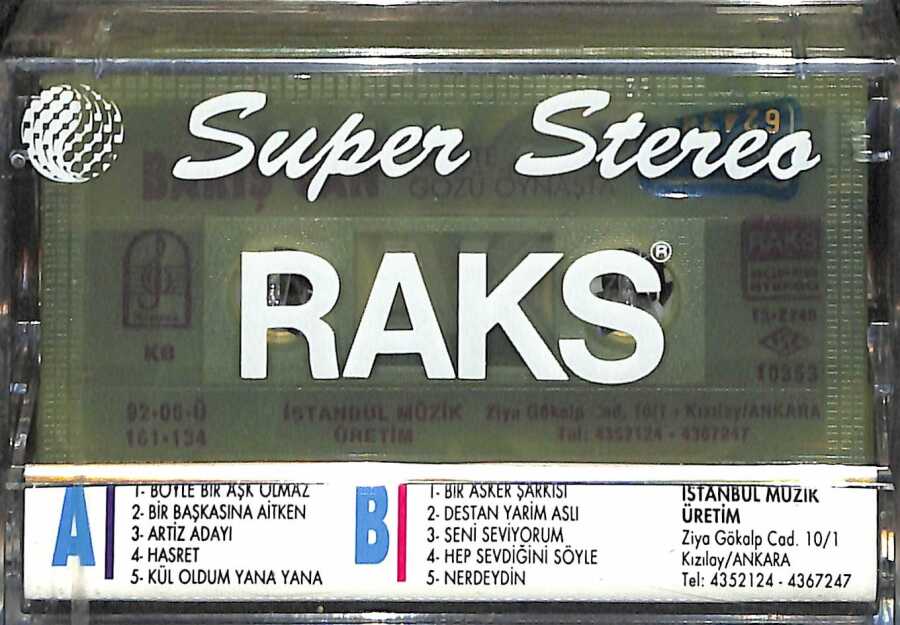 Super Stereo
GÖZÜ OYNAŞTA
RAKS®
RAKS
SUPER
STEREO
KB
10353
92·06·Ü
161·134
İSTANBUL MÜZİK
ÜRETİM
Ziya Gökalp Cad. 10/1 · Kızılay/ANKARA
Tel: 4352124 - 4367247
A
1- BÖYLE BİR AŞK OLMAZ
2- BİR BAŞKASINA AİTKEN
3- ARTİZ ADAYI
4- HASRET
5- KÜL OLDUM YANA YANA
B
1- BİR ASKER ŞARKISI
2- DESTAN YARİM ASLI
3- SENİ SEVİYORUM
4- HEP SEVDİĞİNİ SÖYLE
5- NERDEYDİN
İSTANBUL MÜZİK
ÜRETİM
Ziya Gökalp Cad. 10/1
Kızılay/ANKARA
Tel: 4352124 - 4367247